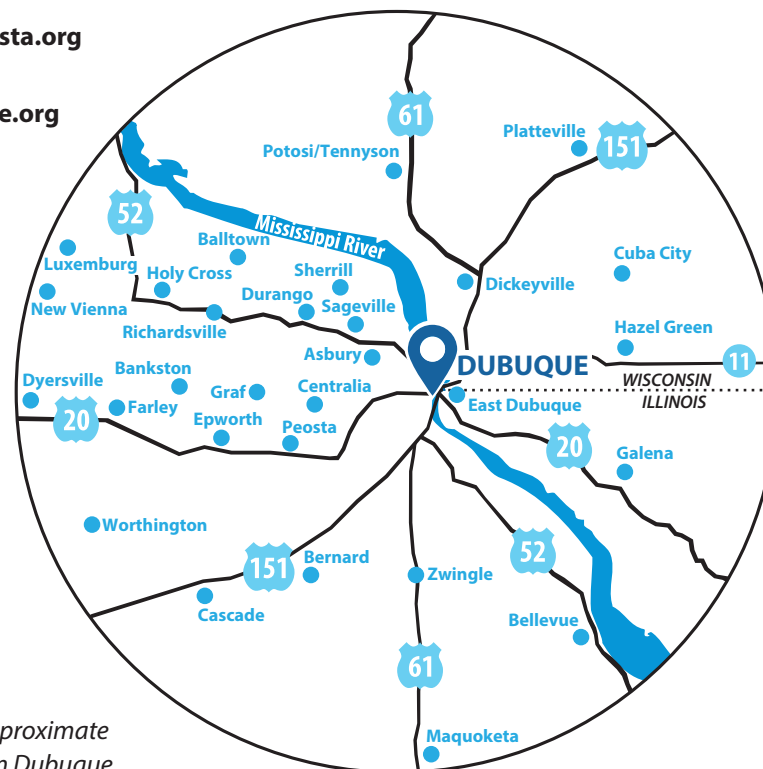 sta.org
e.org
61
Platteville
151
Potosi/Tennyson
52
Mississippi River
Balltown
Luxemburg
Holy Cross
Sherrill
Cuba City
Dickeyville
New Vienna
Durango
Sageville
Richardsville
Hazel Green
Asbury
DUBUQUE
11
Bankston
WISCONSIN
Dyersville
Graf
Centralia
ILLINOIS
Farley
East Dubuque
20
Epworth
Peosta
20
Galena
Worthington
52
151
Bernard
Zwingle
Cascade
Bellevue
61
proximate
Maquoketa
n Dubuque